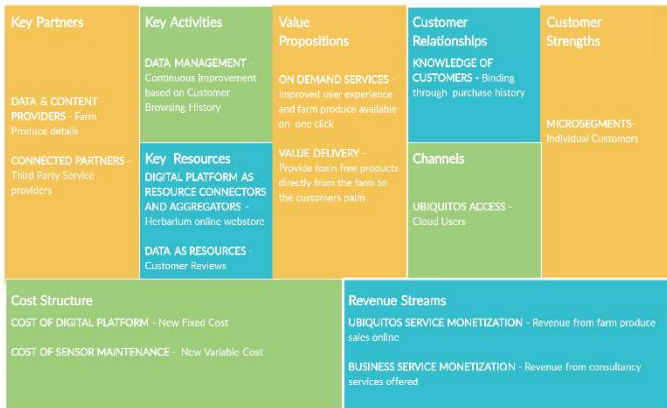 Key Partners
DATA & CONTENT
PROVIDERS - Farm
Produce details
CONNECTED PARTNERS -
Third Party Service
providers
Key Activities
DATA MANAGEMENT -
Continuous Improvement
based on Customer
Browsing History
Key Resources
DIGITAL PLATFORM AS
RESOURCE CONNECTORS
AND AGGREGATORS -
Herbarium online webstore
DATA AS RESOURCES -
Customer Reviews
Value
Propositions
ON DEMAND SERVICES -
Improved user experience
and farm produce available
on one click
VALUE DELIVERY -
Provide toxin free products
directly from the farm to
the customers palm
Customer
Relationships
KNOWLEDGE OF
CUSTOMERS - Binding
through purchase history
Channels
UBIQUITOS ACCESS -
Cloud Users
Customer
Strengths
MICROSEGMENTS-
Individual Customers
Cost Structure
COST OF DIGITAL PLATFORM - New Fixed Cost
COST OF SENSOR MAINTENANCE - New Variable Cost
Revenue Streams
UBIQUITOS SERVICE MONETIZATION - Revenue from farm produce
sales online
BUSINESS SERVICE MONETIZATION - Revenue from consultancy
services offered